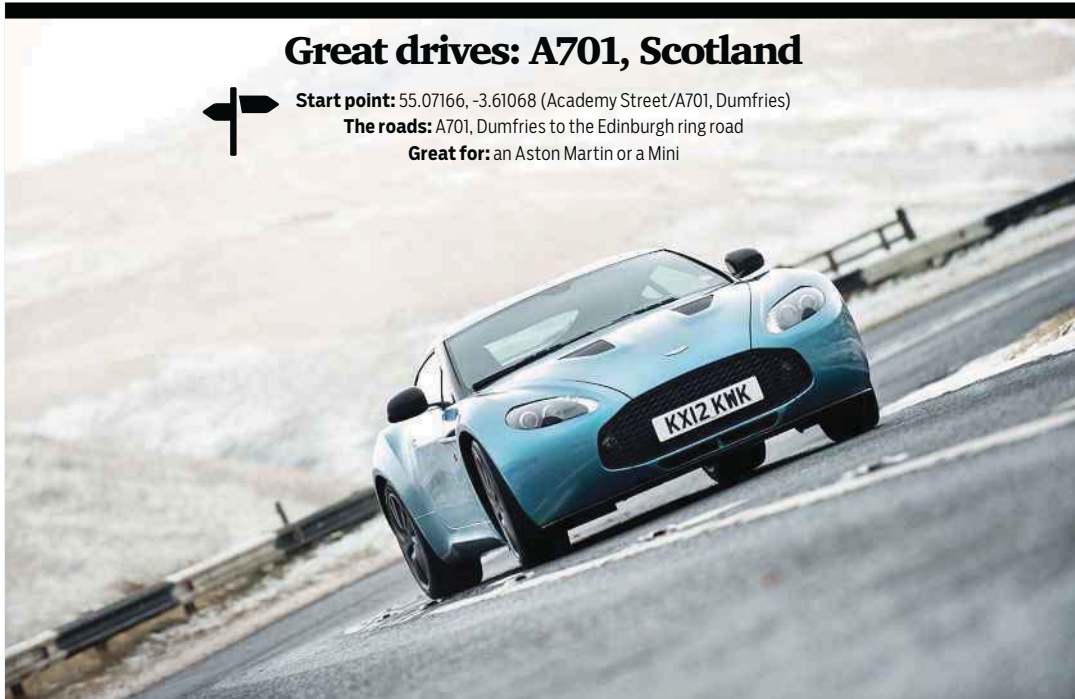 Great drives: A701, Scotland
Start point: 55.07166, -3.61068 (Academy Street/A701, Dumfries)
The roads: A701, Dumfries to the Edinburgh ring road
Great for: an Aston Martin or a Mini
KX12 KWK